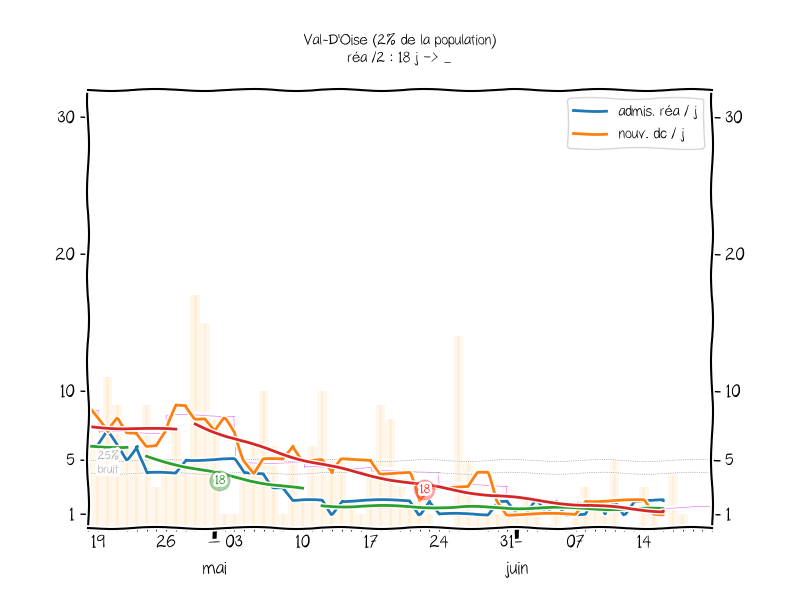 Val-D'Oise (2% de la population)
réa /2 : 18 j -> _
admis. réa / j
nouv. dc / j
30
30
20
20
10
10
5
5
1
1
25%
bruit
18
18
19 26 03 10 17 24 31 07 14
mai juin